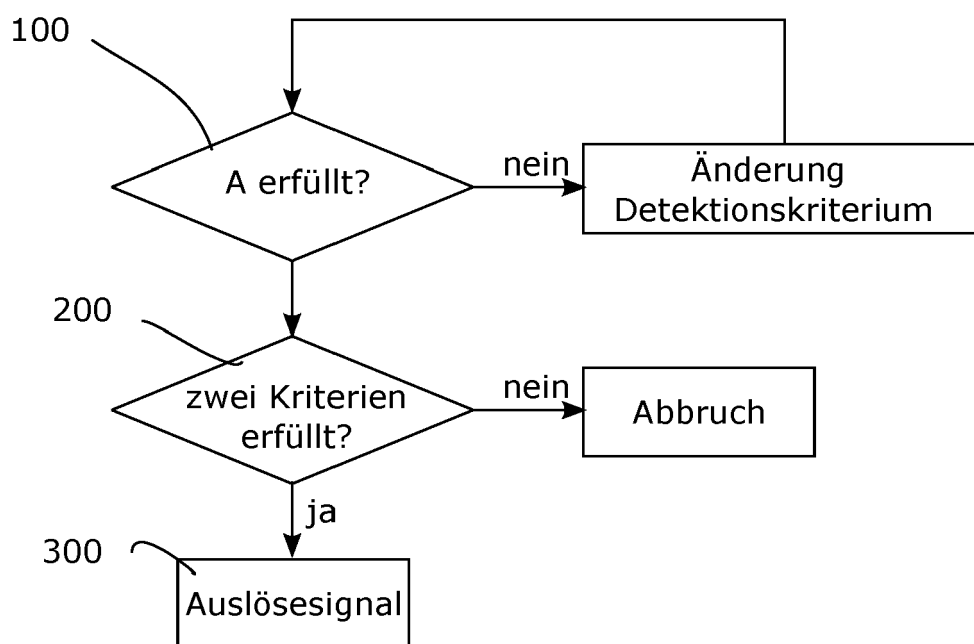 100
A erfüllt?
nein
Änderung
Detektionskriterium
200
zwei Kriterien
erfüllt?
nein
Abbruch
ja
300
Auslösesignal